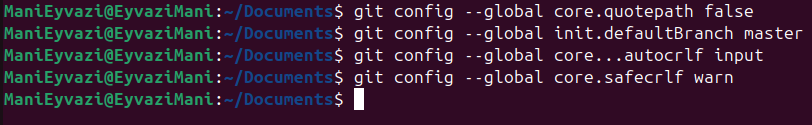 ManiEyvazi@EyvaziMani:~/Documents$ git config --global core.quotepath false
ManiEyvazi@EyvaziMani:~/Documents$ git config --global init.defaultBranch master
ManiEyvazi@EyvaziMani:~/Documents$ git config --global core...autocrlf input
ManiEyvazi@EyvaziMani:~/Documents$ git config --global core.safecrlf warn
ManiEyvazi@EyvaziMani:~/Documents$